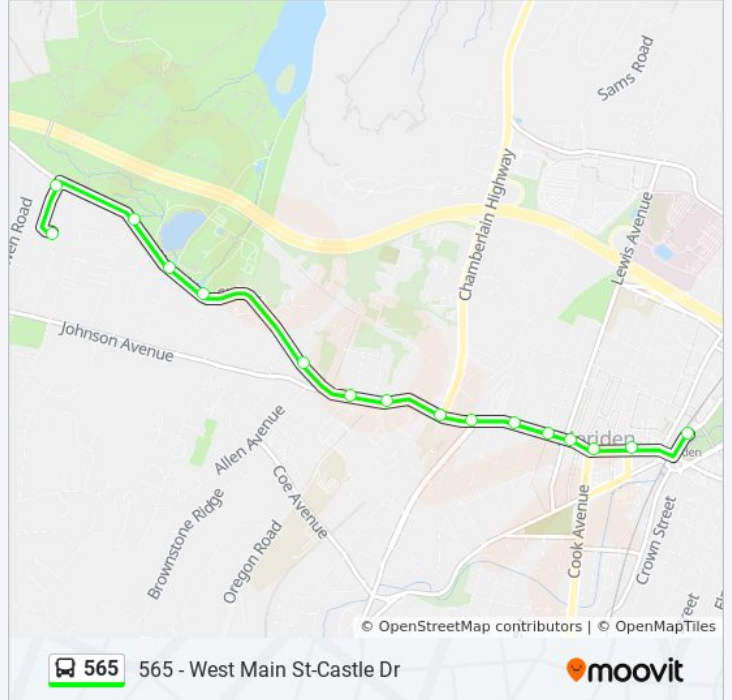 Sams Road
Chamberlain Highway
Lewis Avenue
Johnson Avenue
Allen Avenue
Coe Avenue
Brownstone Ridge
Oregon Road
Cook Avenue
Crown Street
© OpenStreetMap contributors | © OpenMapTiles
565 565 - West Main St-Castle Dr
moovit